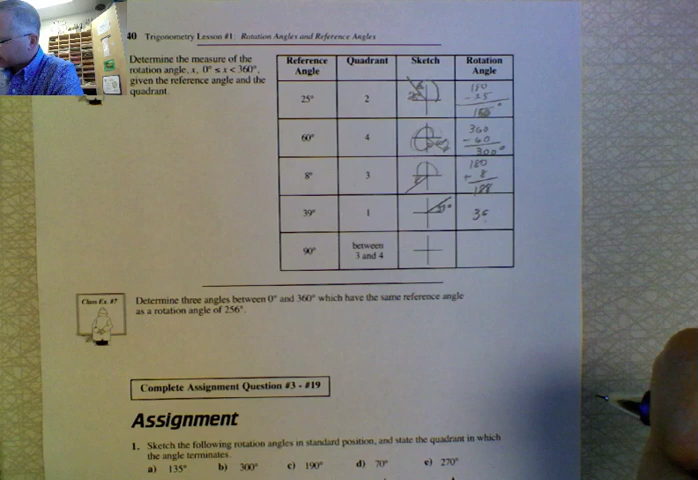 40 Trigonometry Lesson #1: Rotation Angles and Reference Angles
Determine the measure of the
rotation angle, x, 0° ≤ x < 360°,
given the reference angle and the
quadrant.
Reference Angle Quadrant Sketch Rotation Angle
25° 2 180 - 25
60° 4 360 - 60 300°
8° 3 180 + 8 188
39° 1 39° 39
90° between 3 and 4
Class Ex. #7
Determine three angles between 0° and 360° which have the same reference angle
as a rotation angle of 256°.
Complete Assignment Question #3 - #19
Assignment
1. Sketch the following rotation angles in standard position, and state the quadrant in which
the angle terminates.
a) 135° b) 300° c) 190° d) 70° e) 270°